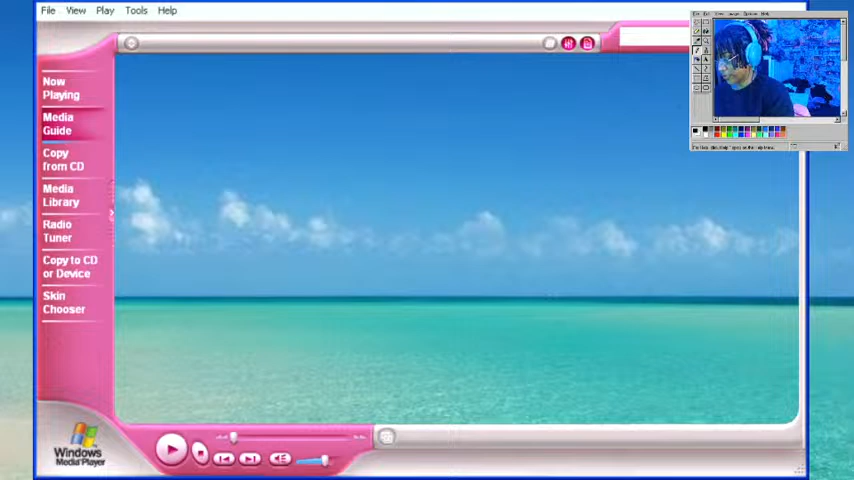 File View Play Tools Help
Now
Playing
Media
Guide
Copy
from CD
Media
Library
Radio
Tuner
Copy to CD
or Device
Skin
Chooser
Windows
Media Player